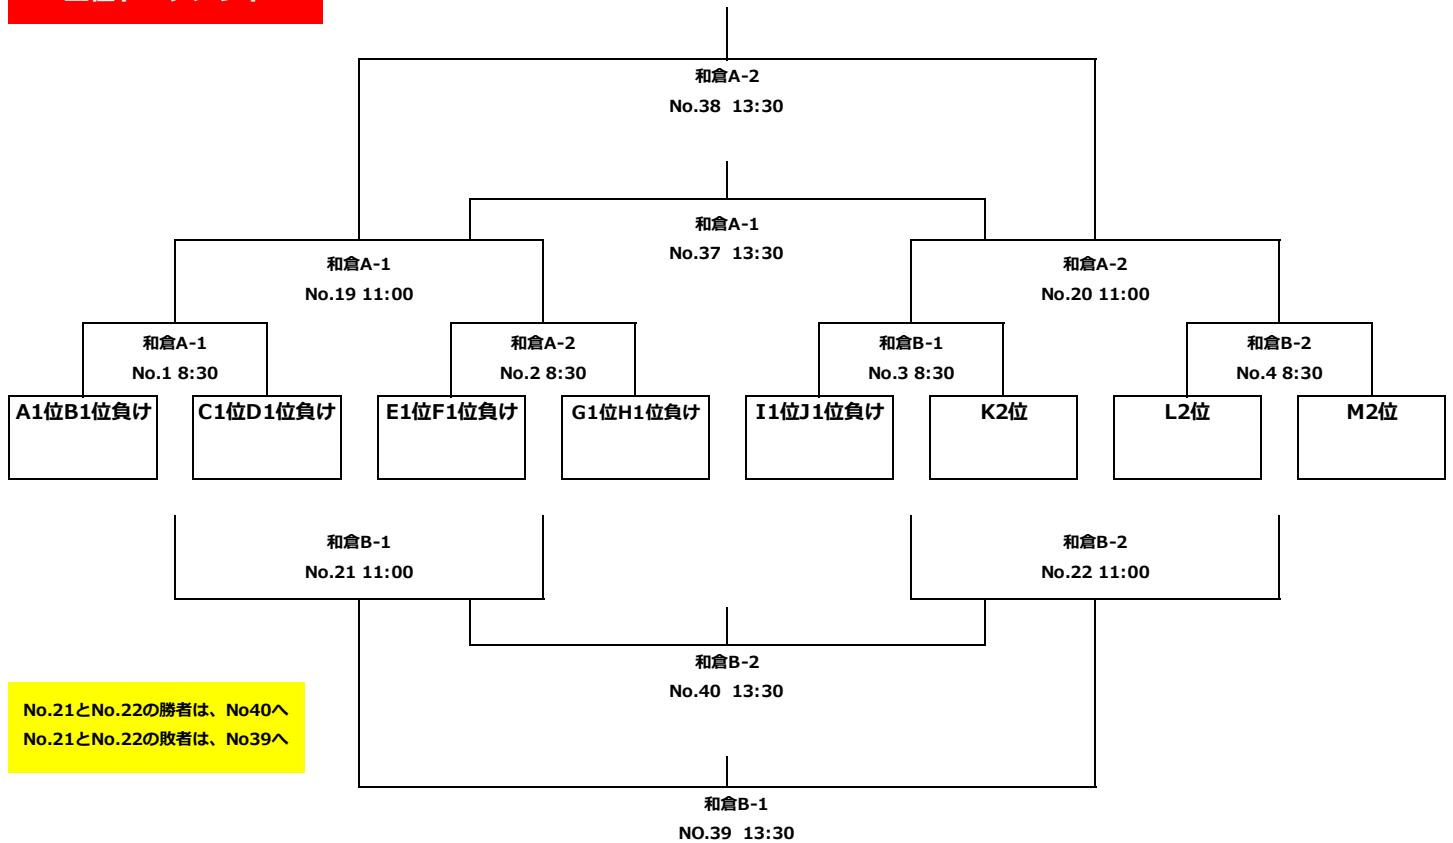 和倉A-2
No.38 13:30
和倉A-1
No.37 13:30
和倉A-1
No.19 11:00
和倉A-2
No.20 11:00
和倉A-1
No.1 8:30
和倉A-2
No.2 8:30
和倉B-1
No.3 8:30
和倉B-2
No.4 8:30
A1位B1位負け
C1位D1位負け
E1位F1位負け
G1位H1位負け
I1位J1位負け
K2位
L2位
M2位
和倉B-1
No.21 11:00
和倉B-2
No.22 11:00
和倉B-2
No.40 13:30
No.21とNo.22の勝者は、No40へ
No.21とNo.22の敗者は、No39へ
和倉B-1
NO.39 13:30